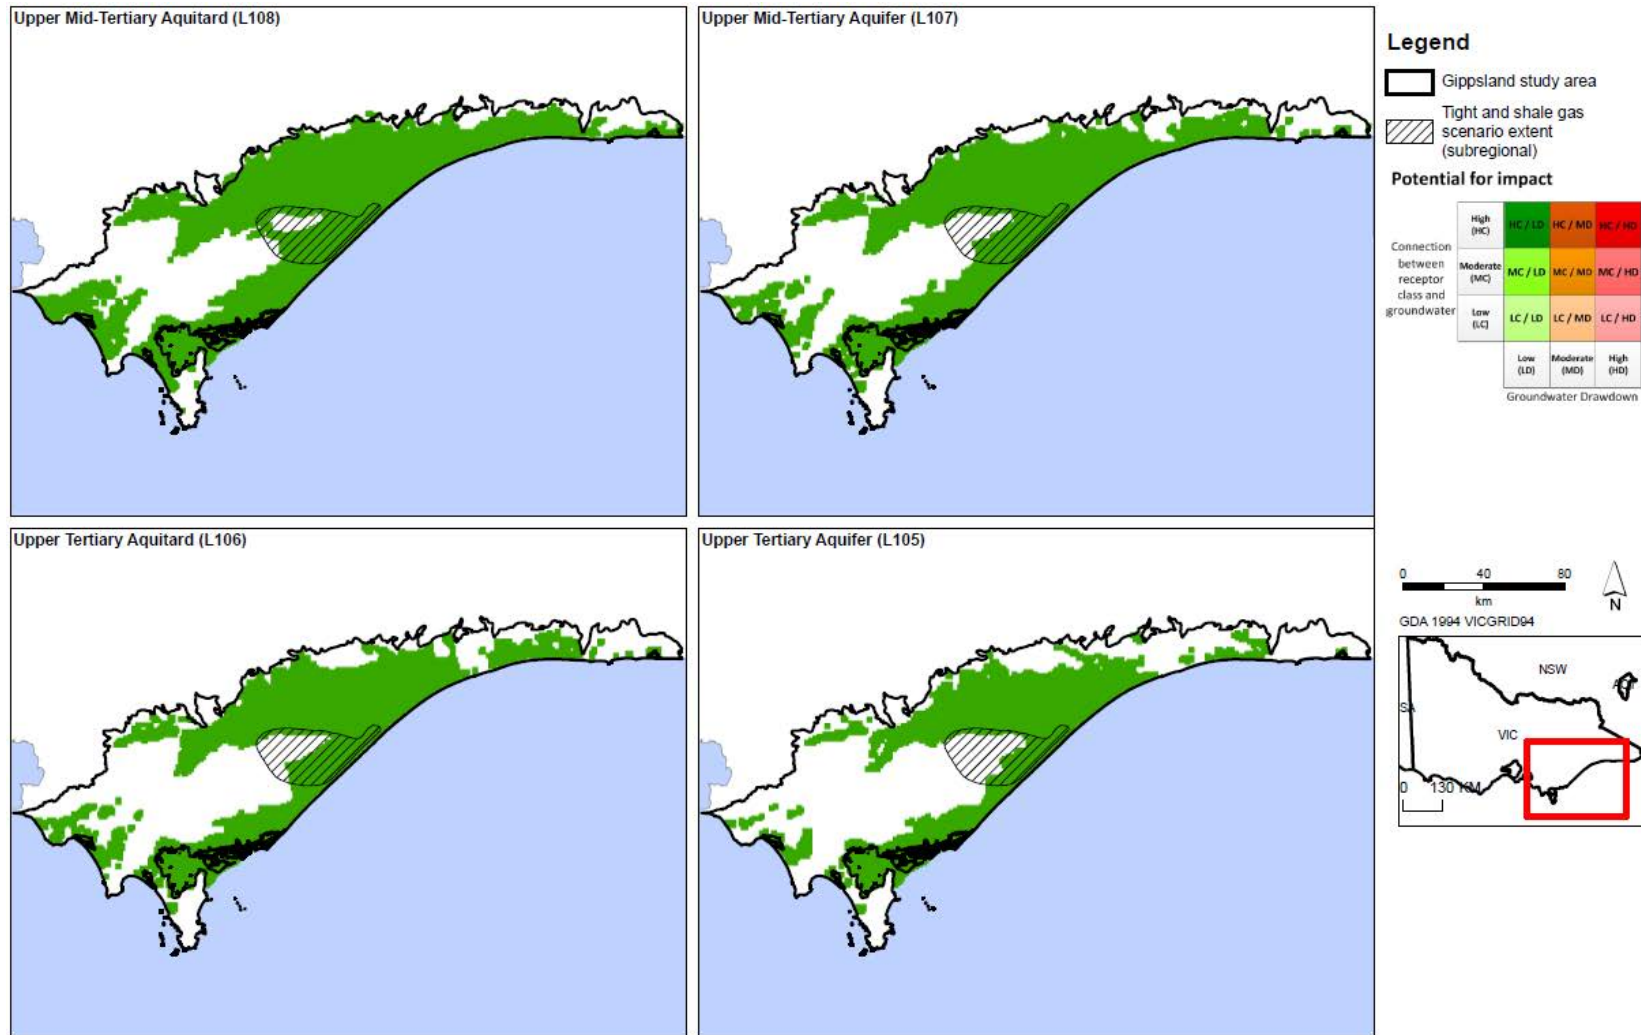 Upper Mid-Tertiary Aquitard (L108)
Upper Mid-Tertiary Aquifer (L107)
Upper Tertiary Aquitard (L106)
Upper Tertiary Aquifer (L105)
Legend
Gippsland study area
Tight and shale gas
scenario extent
(subregional)
Potential for impact
Connection
between
receptor
class and
groundwater
High
(HC)
HC / LD
HC / MD
HC / HD
Moderate
(MC)
MC / LD
MC / MD
MC / HD
Low
(LC)
LC / LD
LC / MD
LC / HD
Low
(LD)
Moderate
(MD)
High
(HD)
Groundwater Drawdown
0 40 80
km
N
GDA 1994 VICGRID94
NSW
ACT
SA
VIC
0 130 KM